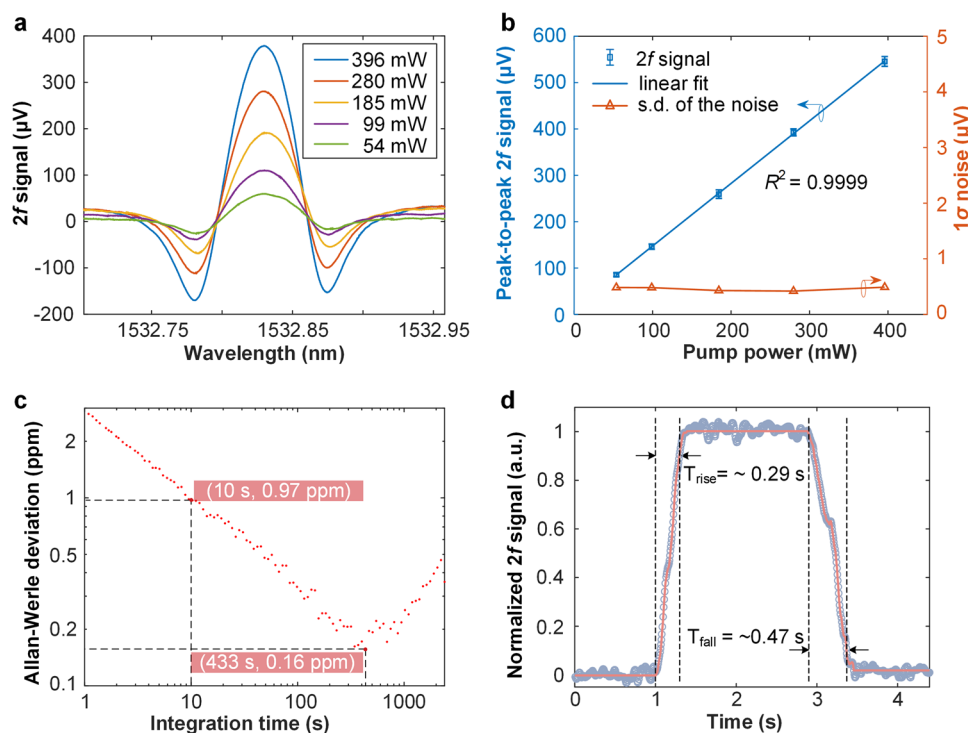 a
400
300
200
100
0
-100
-200
2f signal (µV)
396 mW
280 mW
185 mW
99 mW
54 mW
1532.75
1532.85
1532.95
Wavelength (nm)
b
600
500
400
300
200
100
0
Peak-to-peak 2f signal (µV)
2f signal
linear fit
s.d. of the noise
R² = 0.9999
5
4
3
2
1
0
1σ noise (µV)
0
100
200
300
400
Pump power (mW)
c
2
1
0.5
0.2
0.1
Allan-Werle deviation (ppm)
(10 s, 0.97 ppm)
(433 s, 0.16 ppm)
1
10
100
1000
Integration time (s)
d
1
0.8
0.6
0.4
0.2
0
Normalized 2f signal (a.u.)
Trise= ~ 0.29 s
Tfall = ~0.47 s
0
1
2
3
4
Time (s)